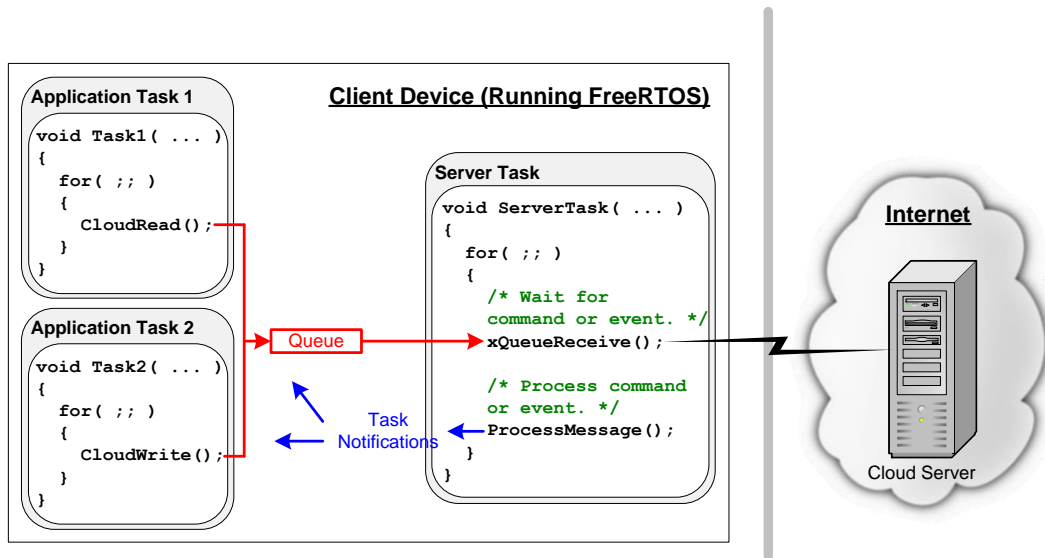 Client Device (Running FreeRTOS)
Application Task 1
void Task1( ... )
{
for( ;; )
{
CloudRead();
}
}
Application Task 2
void Task2( ... )
{
for( ;; )
{
CloudWrite();
}
}
Queue
Task
Notifications
Server Task
void ServerTask( ... )
{
for( ;; )
{
/* Wait for
command or event. */
xQueueReceive();
/* Process command
or event. */
ProcessMessage();
}
}
Internet
Cloud Server